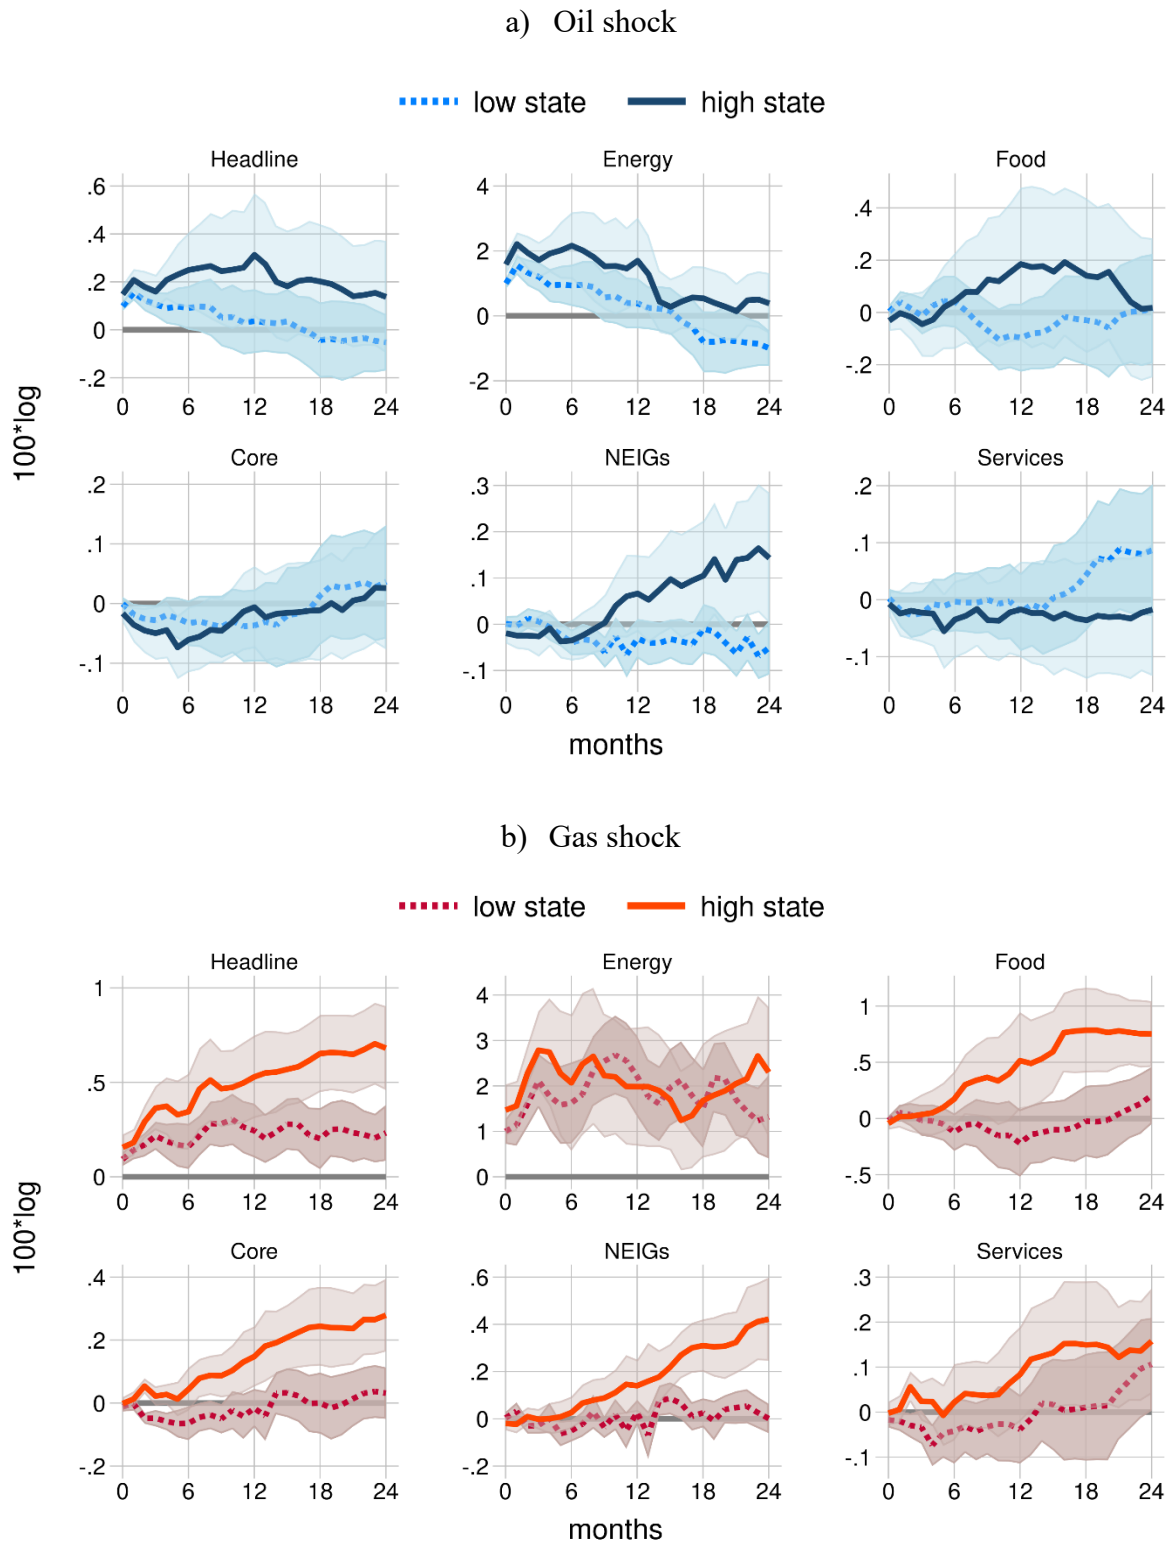 a) Oil shock
low state high state
Headline Energy Food
.6 .4 .2 0 -.2
4 2 0 -2
.4 .2 0 -.2
0 6 12 18 24 0 6 12 18 24 0 6 12 18 24
100*log
Core NEIGs Services
.2 .1 0 -.1
.3 .2 .1 0 -.1
.2 .1 0 -.1
0 6 12 18 24 0 6 12 18 24 0 6 12 18 24
months
b) Gas shock
low state high state
Headline Energy Food
1 .5 0
4 3 2 1 0
1 .5 0 -.5
0 6 12 18 24 0 6 12 18 24 0 6 12 18 24
100*log
Core NEIGs Services
.4 .2 0 -.2
.6 .4 .2 0 -.2
.3 .2 .1 0 -.1
0 6 12 18 24 0 6 12 18 24 0 6 12 18 24
months